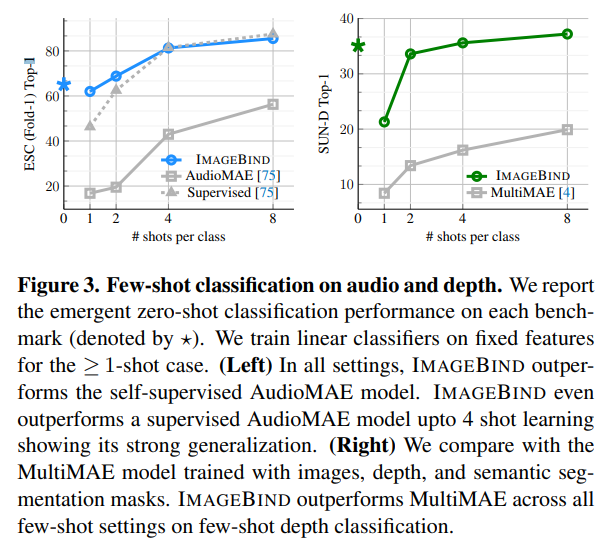 80
60
40
20
ESC (Fold-1) Top-1
IMAGEBIND
AudioMAE [75]
Supervised [75]
0 1 2 4 8
# shots per class
40
30
20
10
SUN-D Top-1
IMAGEBIND
MultiMAE [4]
0 1 2 4 8
# shots per class
Figure 3. Few-shot classification on audio and depth. We report
the emergent zero-shot classification performance on each bench-
mark (denoted by ⋆). We train linear classifiers on fixed features
for the ≥ 1-shot case. (Left) In all settings, IMAGEBIND outper-
forms the self-supervised AudioMAE model. IMAGEBIND even
outperforms a supervised AudioMAE model upto 4 shot learning
showing its strong generalization. (Right) We compare with the
MultiMAE model trained with images, depth, and semantic seg-
mentation masks. IMAGEBIND outperforms MultiMAE across all
few-shot settings on few-shot depth classification.